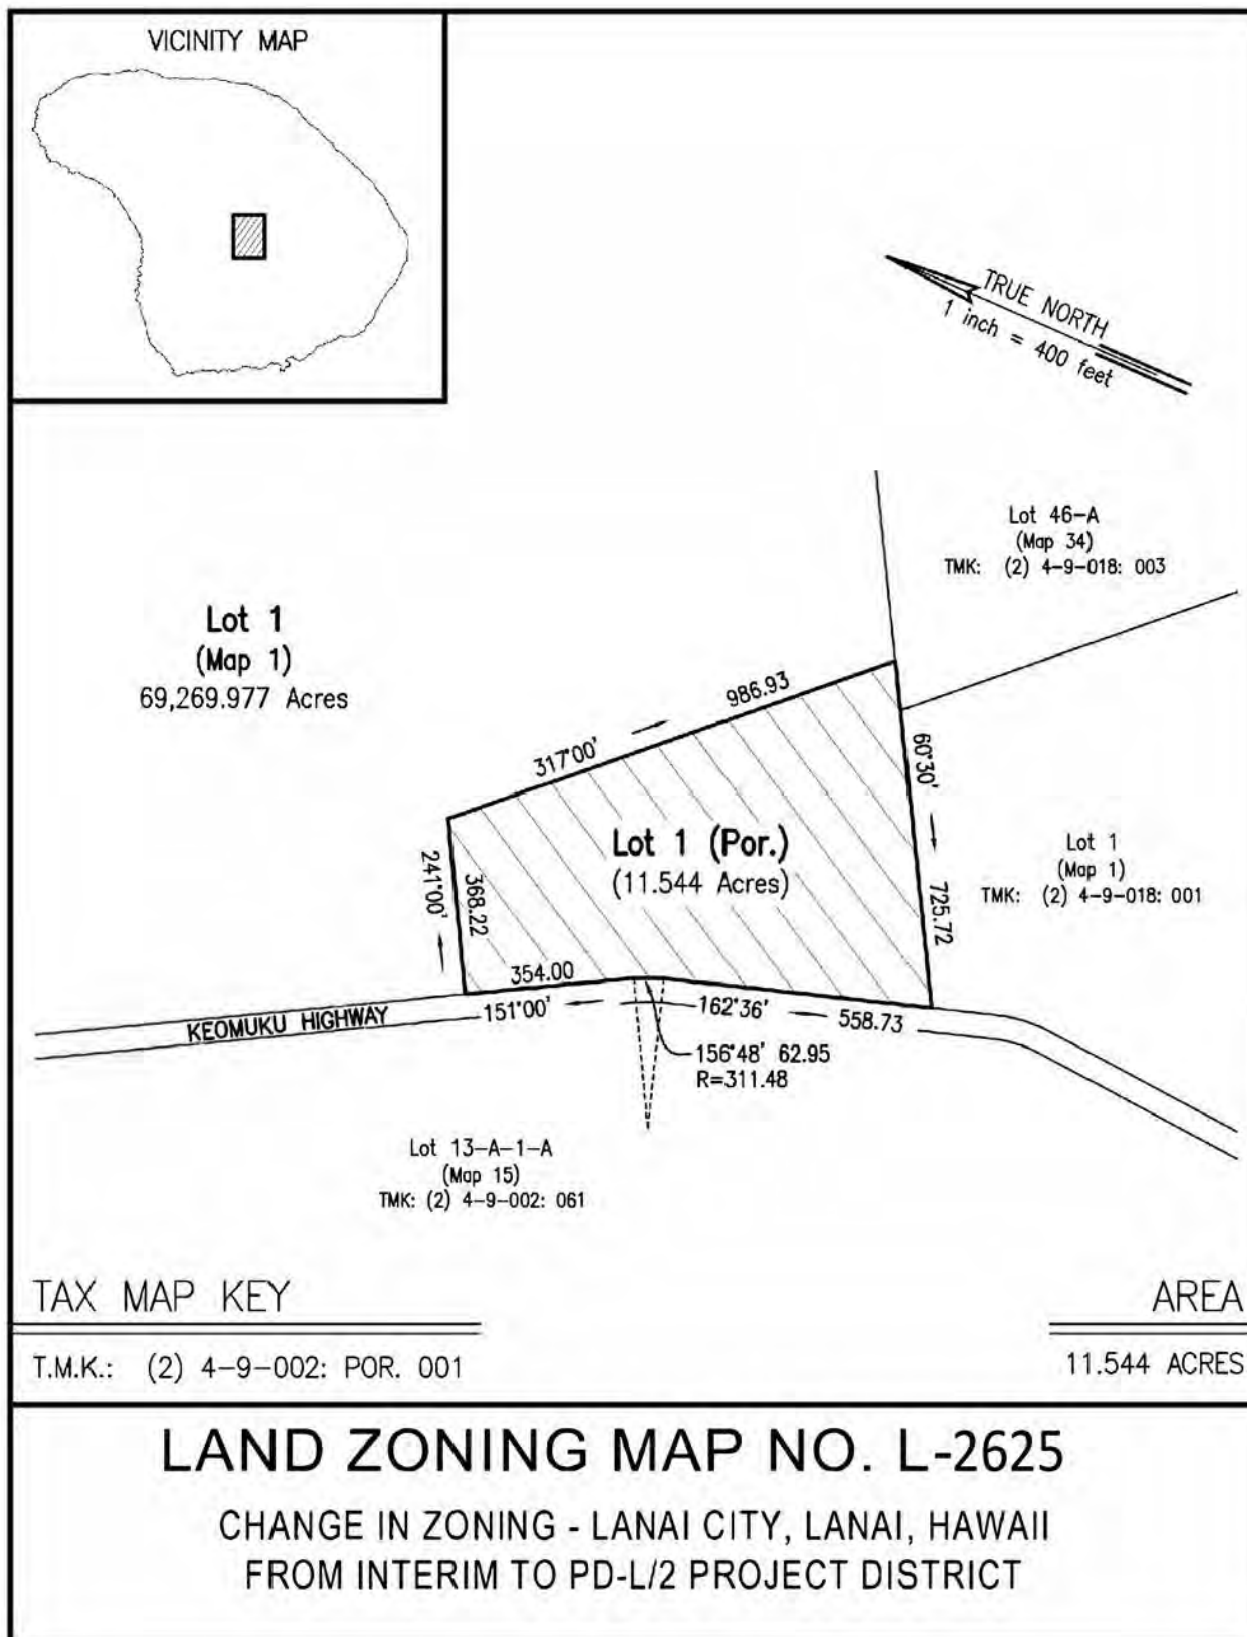 VICINITY MAP
TRUE NORTH
1 inch = 400 feet
Lot 46-A
(Map 34)
TMK: (2) 4-9-018: 003
Lot 1
(Map 1)
69,269.977 Acres
986.93
317°00'
60°30'
Lot 1 (Por.)
(11.544 Acres)
Lot 1
(Map 1)
TMK: (2) 4-9-018: 001
241°00'
368.22
725.72
354.00
KEOMUKU HIGHWAY
151°00'
162°36'
558.73
156°48' 62.95
R=311.48
Lot 13-A-1-A
(Map 15)
TMK: (2) 4-9-002: 061
TAX MAP KEY
AREA
T.M.K.: (2) 4-9-002: POR. 001
11.544 ACRES
LAND ZONING MAP NO. L-2625
CHANGE IN ZONING - LANAI CITY, LANAI, HAWAII
FROM INTERIM TO PD-L/2 PROJECT DISTRICT